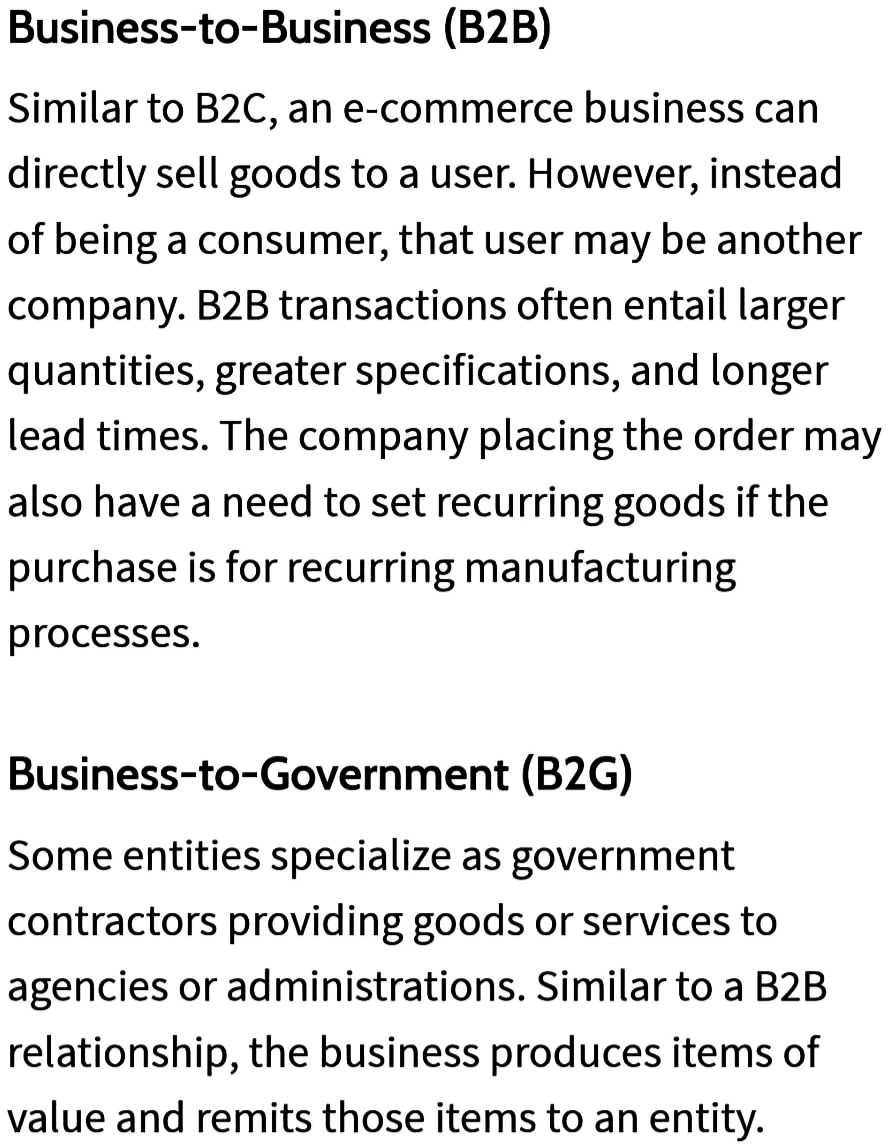 Business-to-Business (B2B)
Similar to B2C, an e-commerce business can
directly sell goods to a user. However, instead
of being a consumer, that user may be another
company. B2B transactions often entail larger
quantities, greater specifications, and longer
lead times. The company placing the order may
also have a need to set recurring goods if the
purchase is for recurring manufacturing
processes.
Business-to-Government (B2G)
Some entities specialize as government
contractors providing goods or services to
agencies or administrations. Similar to a B2B
relationship, the business produces items of
value and remits those items to an entity.